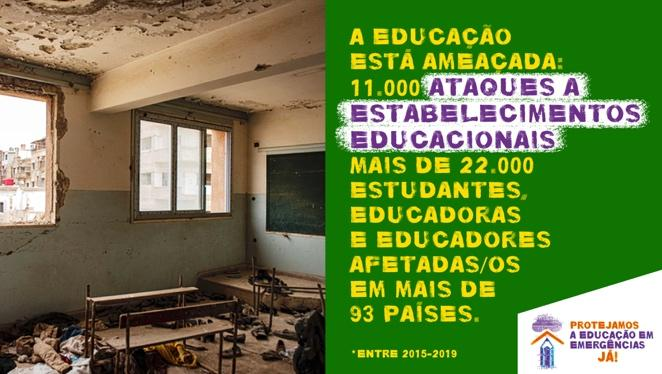 A EDUCAÇÃO
ESTÁ AMEAÇADA:
11.000 ATAQUES A
ESTABELECIMENTOS
EDUCACIONAIS
MAIS DE 22.000
ESTUDANTES,
EDUCADORAS
E EDUCADORES
AFETADAS/OS
EM MAIS DE
93 PAÍSES.
*ENTRE 2015-2019
PROTEJAMOS
A EDUCAÇÃO EM
EMERGÊNCIAS
JÁ!